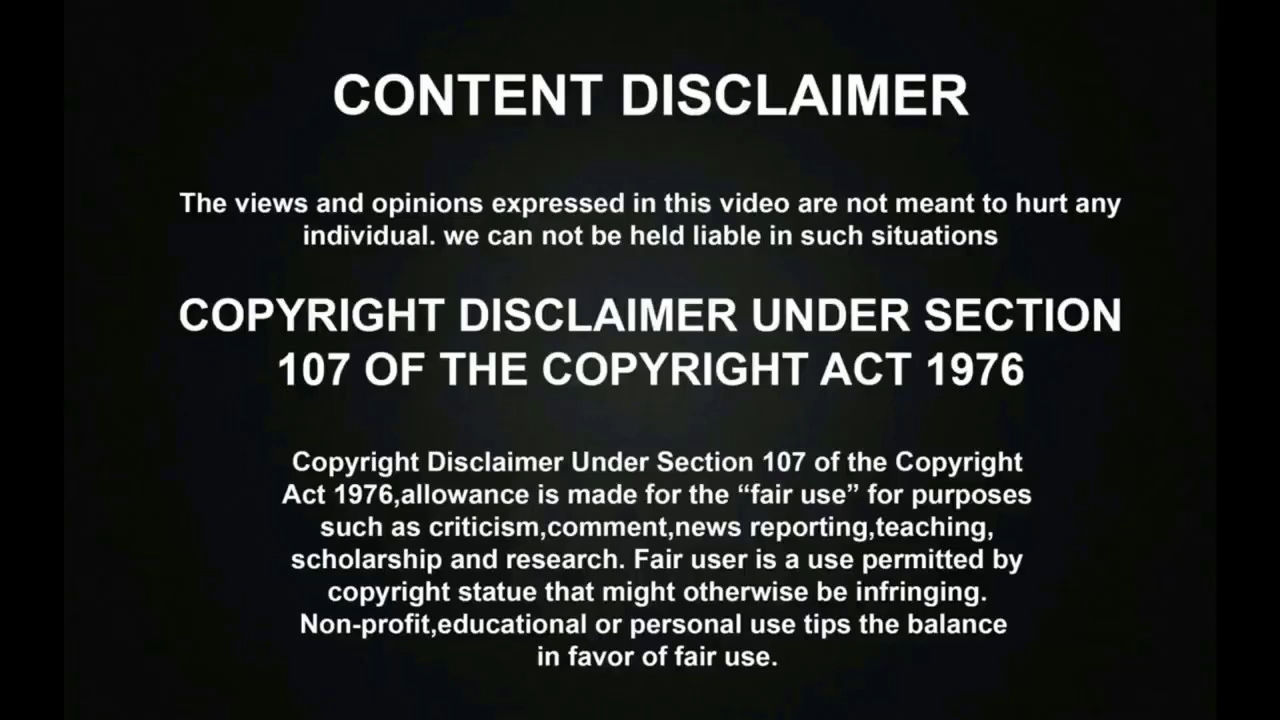 CONTENT DISCLAIMER
The views and opinions expressed in this video are not meant to hurt any
individual. we can not be held liable in such situations
COPYRIGHT DISCLAIMER UNDER SECTION
107 OF THE COPYRIGHT ACT 1976
Copyright Disclaimer Under Section 107 of the Copyright
Act 1976,allowance is made for the “fair use” for purposes
such as criticism,comment,news reporting,teaching,
scholarship and research. Fair user is a use permitted by
copyright statue that might otherwise be infringing.
Non-profit,educational or personal use tips the balance
in favor of fair use.